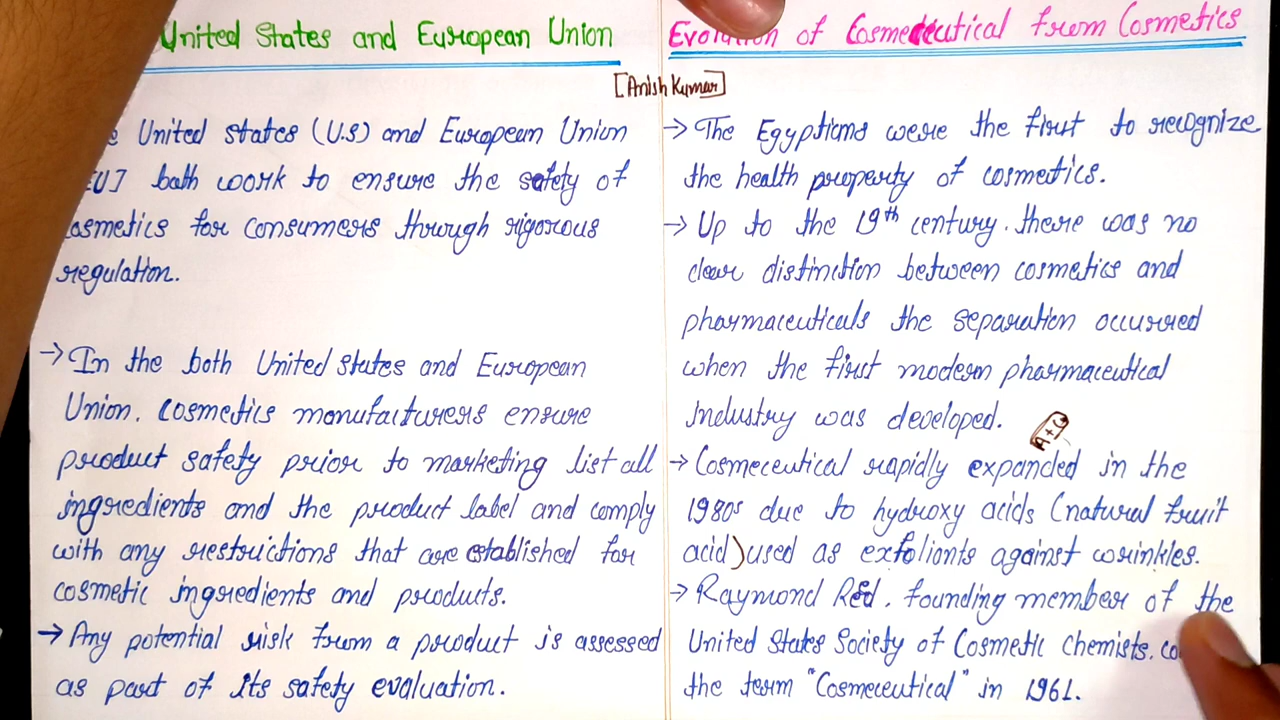 United States and European Union
[Anish Kumar]
United states (U.S) and European Union
bath work to ensure the safety of
cosmetics for consumers through rigorous
regulation.
→ In the both United states and European
Union. cosmetics manufacturers ensure
product safety prior to marketing list all
ingredients and the product label and comply
with any restrictions that are established for
cosmetic ingredients and products.
→ Any potential risk from a product is assessed
as part of its safety evaluation.
Evolution of Cosmeceutical from Cosmetics
→ The Egyptians were the first to recognize
the health property of cosmetics.
→ Up to the 19th century. there was no
clear distinction between cosmetics and
pharmaceuticals the separation occurred
when the first modern pharmaceutical
industry was developed.
A+G
→ Cosmeceutical rapidly expanded in the
1980s due to hydroxy acids (natural fruit
acid) used as exfoliants against wrinkles.
→ Raymond Reed. founding member of the
United States Society of Cosmetic chemists.
the term "Cosmeceutical" in 1961.